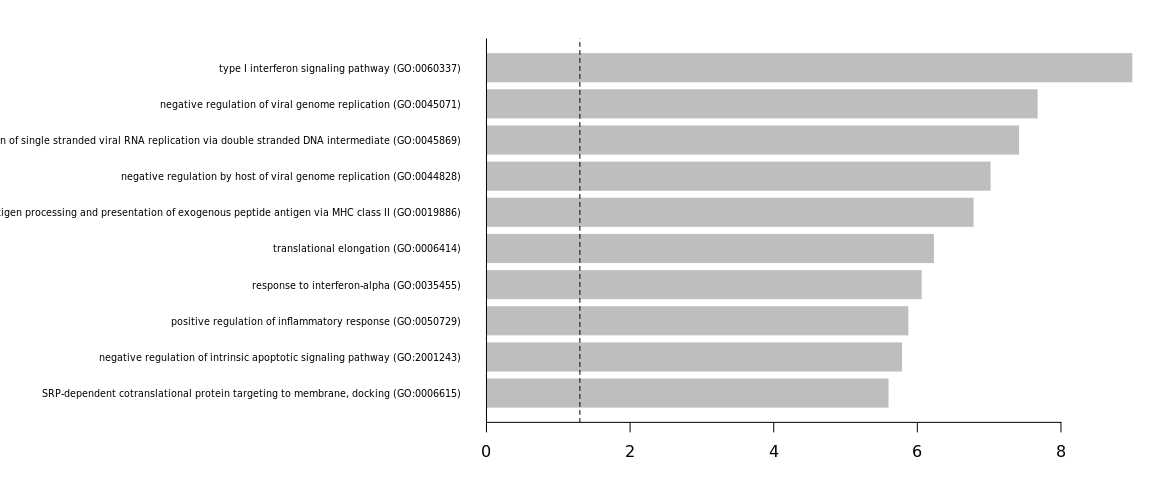 type I interferon signaling pathway (GO:0060337)
negative regulation of viral genome replication (GO:0045071)
of single stranded viral RNA replication via double stranded DNA intermediate (GO:0045869)
negative regulation by host of viral genome replication (GO:0044828)
processing and presentation of exogenous peptide antigen via MHC class II (GO:0019886)
translational elongation (GO:0006414)
response to interferon-alpha (GO:0035455)
positive regulation of inflammatory response (GO:0050729)
negative regulation of intrinsic apoptotic signaling pathway (GO:2001243)
SRP-dependent cotranslational protein targeting to membrane, docking (GO:0006615)
0 2 4 6 8